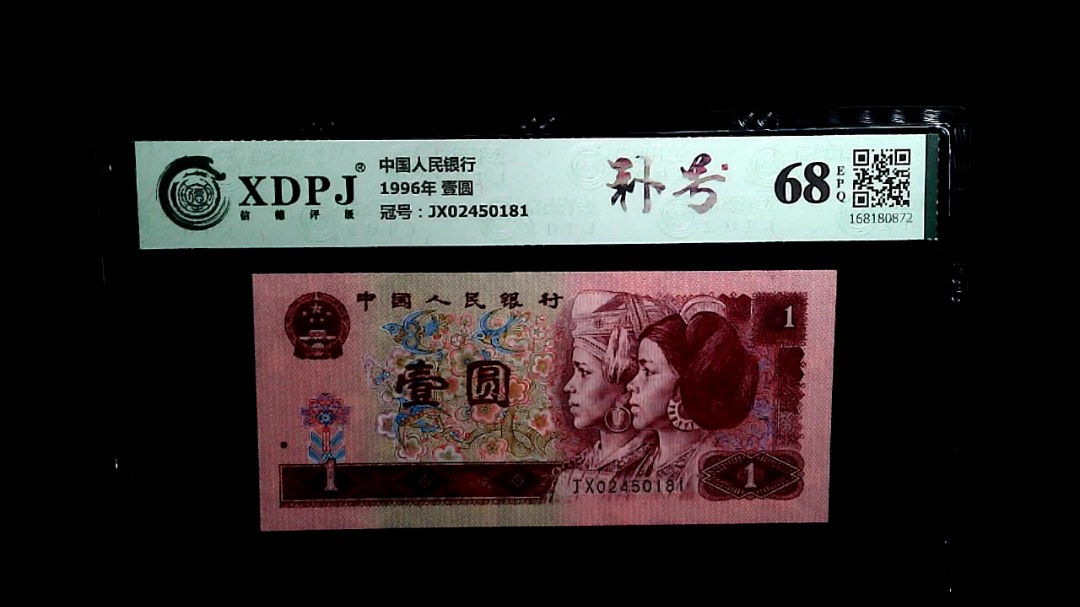 XDPJ®
信德评级
中国人民银行
1996年 壹圆
冠号：JX02450181
补号
68
EPQ
168180872
中国人民银行
1
壹圆
1
JX02450181
1